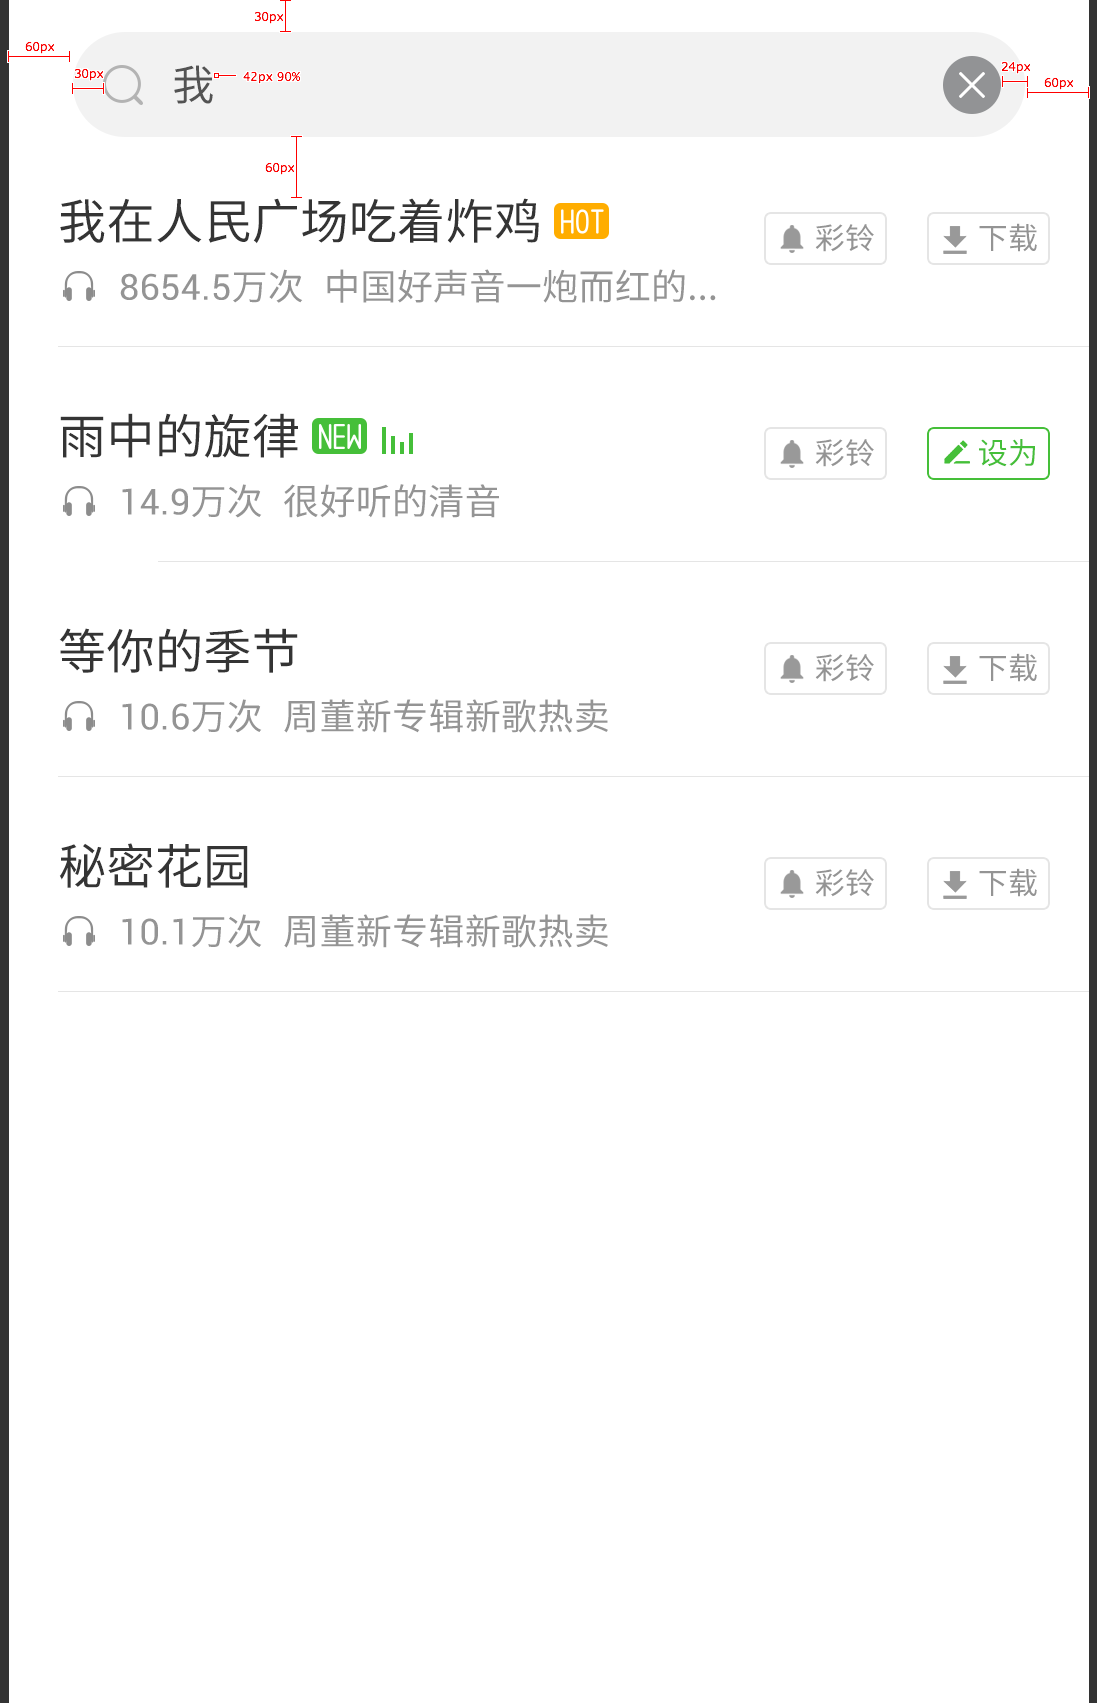 30px
60px
30px
我
42px 90%
24px
60px
60px
我在人民广场吃着炸鸡 HOT
彩铃
下载
8654.5万次 中国好声音一炮而红的...
雨中的旋律 NEW
彩铃
设为
14.9万次 很好听的清音
等你的季节
彩铃
下载
10.6万次 周董新专辑新歌热卖
秘密花园
彩铃
下载
10.1万次 周董新专辑新歌热卖